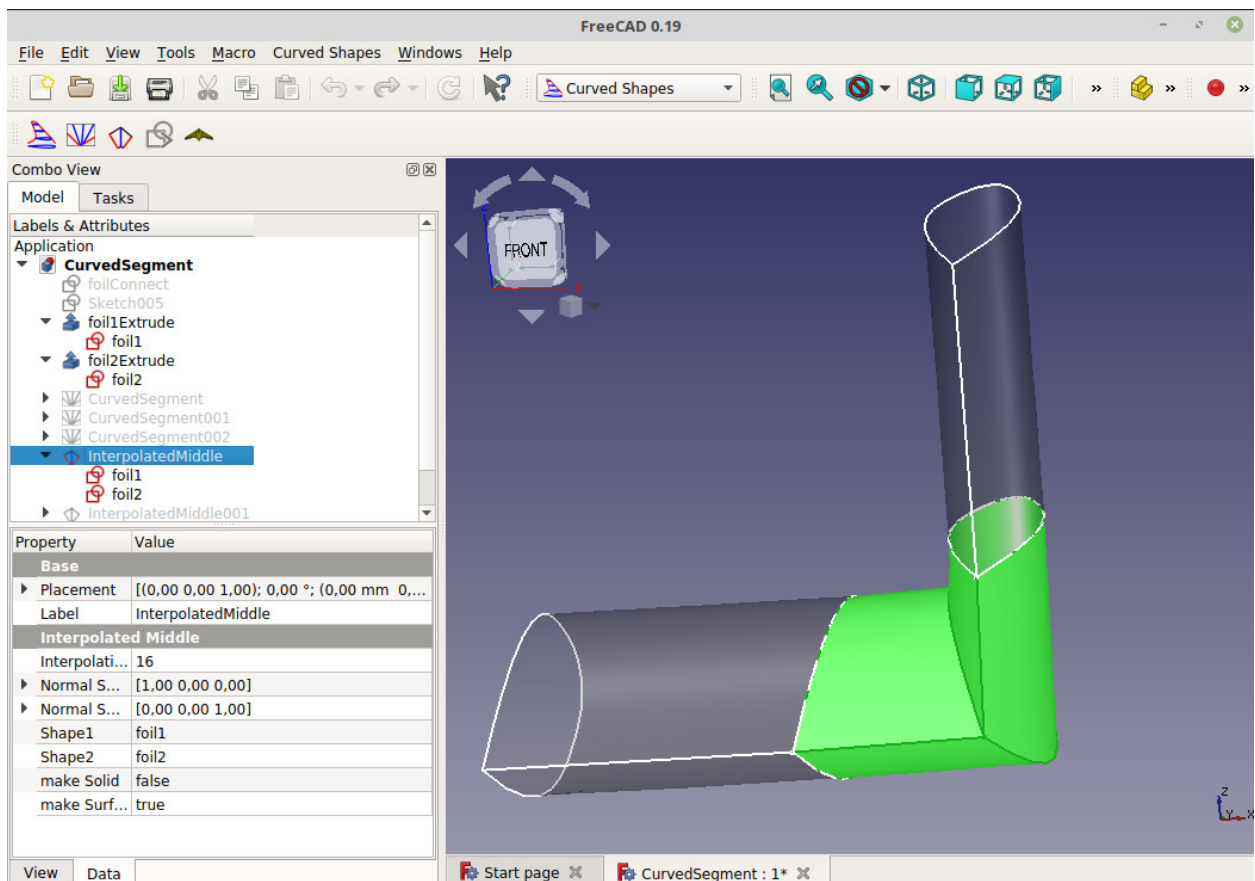 FreeCAD 0.19
File Edit View Tools Macro Curved Shapes Windows Help
Curved Shapes
»
»
»
Combo View
Model Tasks
Labels & Attributes
Application
CurvedSegment
foilConnect
Sketch005
foil1Extrude
foil1
foil2Extrude
foil2
CurvedSegment
CurvedSegment001
CurvedSegment002
InterpolatedMiddle
foil1
foil2
InterpolatedMiddle001
Property Value
Base
Placement [(0,00 0,00 1,00); 0,00 °; (0,00 mm 0,...
Label InterpolatedMiddle
Interpolated Middle
Interpolati... 16
Normal S... [1,00 0,00 0,00]
Normal S... [0,00 0,00 1,00]
Shape1 foil1
Shape2 foil2
make Solid false
make Surf... true
View Data
Z
FRONT
X
Z
Y
X
Start page
CurvedSegment : 1*